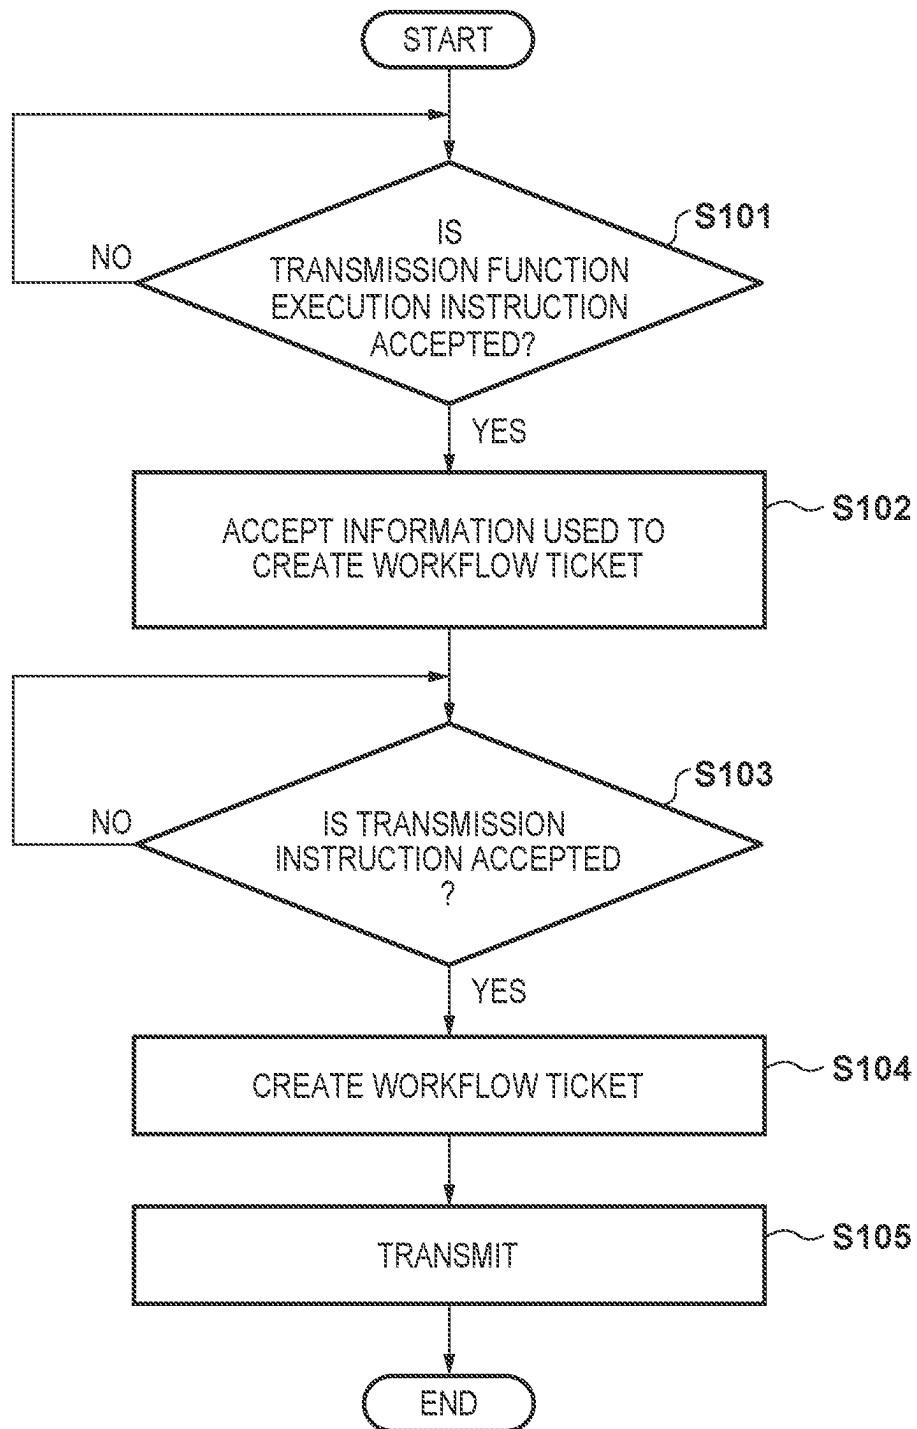 START
S101
IS
TRANSMISSION FUNCTION
EXECUTION INSTRUCTION
ACCEPTED?
NO
YES
S102
ACCEPT INFORMATION USED TO
CREATE WORKFLOW TICKET
S103
IS TRANSMISSION
INSTRUCTION ACCEPTED
?
NO
YES
S104
CREATE WORKFLOW TICKET
S105
TRANSMIT
END